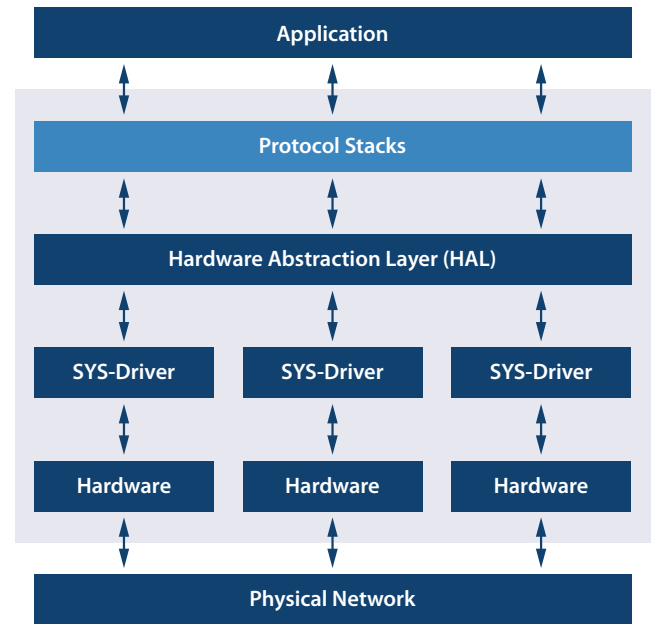 Application
Protocol Stacks
Hardware Abstraction Layer (HAL)
SYS-Driver
SYS-Driver
SYS-Driver
Hardware
Hardware
Hardware
Physical Network